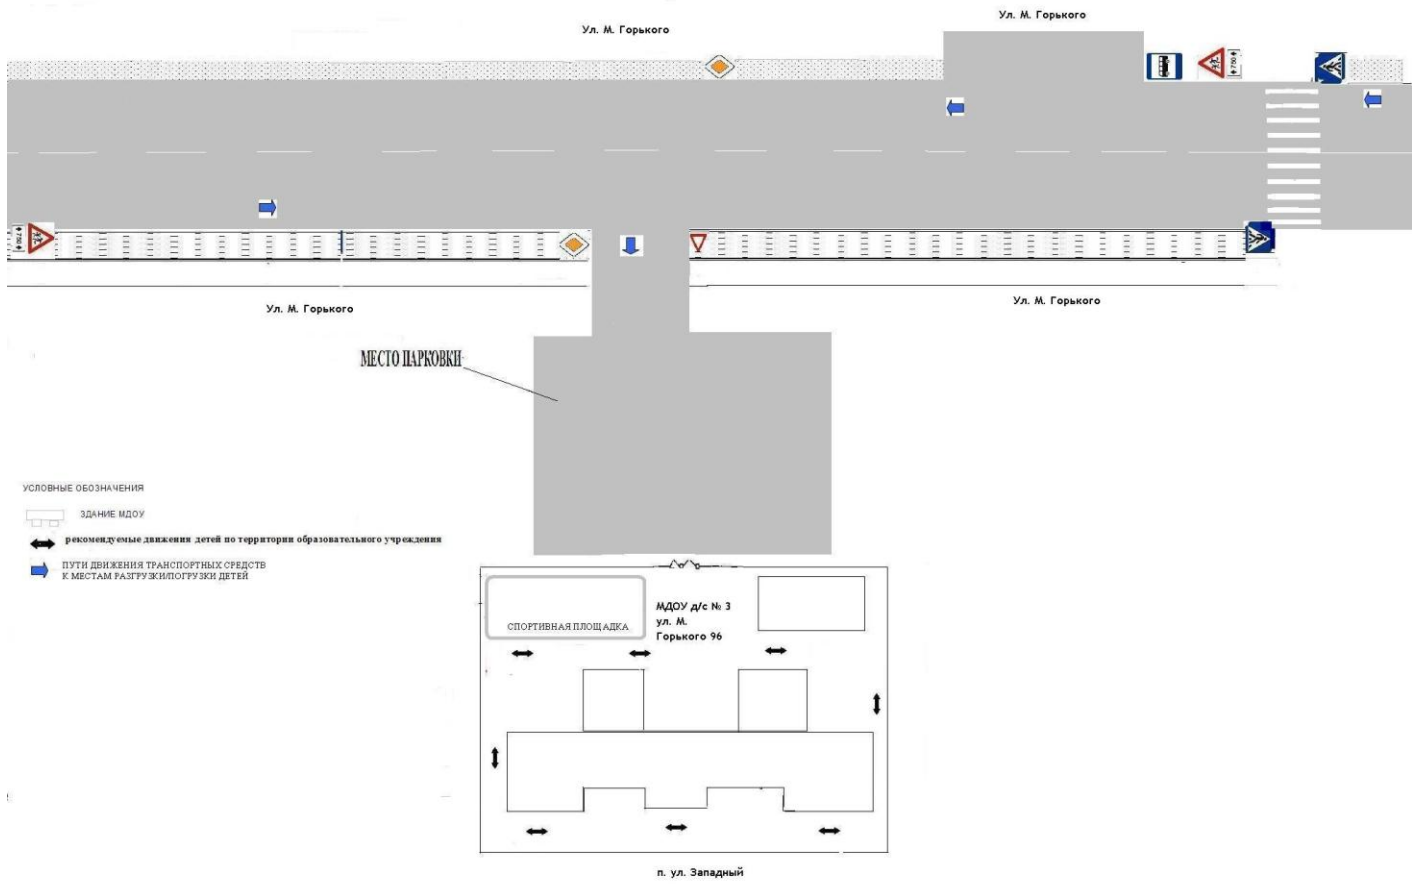 Ул. М. Горького
Ул. М. Горького
Ул. М. Горького
Ул. М. Горького
МЕСТО ПАРКОВКИ
УСЛОВНЫЕ ОБОЗНАЧЕНИЯ
ЗДАНИЕ МДОУ
рекомендуемые движения детей по территории образовательного учреждения
ПУТИ ДВИЖЕНИЯ ТРАНСПОРТНЫХ СРЕДСТВ
К МЕСТАМ РАЗГРУЗКИ/ПОГРУЗКИ ДЕТЕЙ
СПОРТИВНАЯ ПЛОЩАДКА
МДОУ д/с № 3
ул. М.
Горького 96
п. ул. Западный